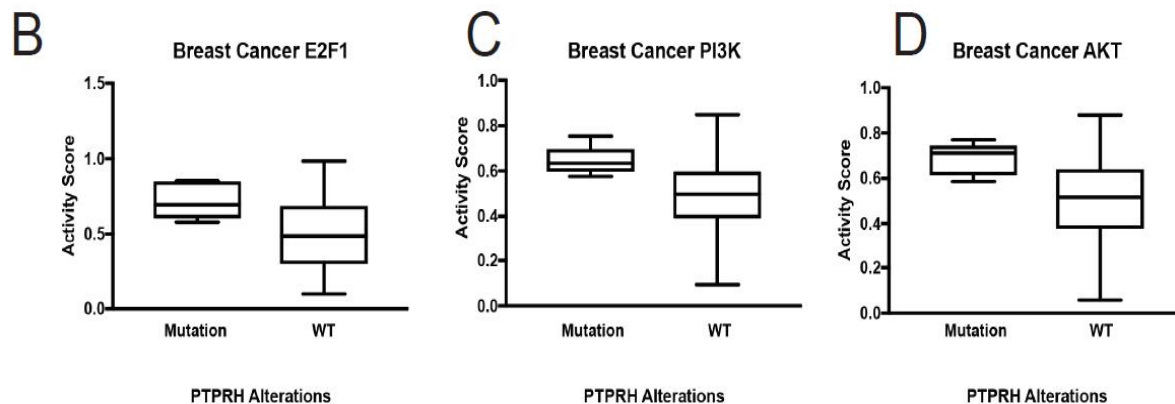 B
Breast Cancer E2F1
Activity Score
1.5
1.0
0.5
0.0
Mutation WT
PTPRH Alterations
C
Breast Cancer PI3K
Activity Score
1.0
0.8
0.6
0.4
0.2
0.0
Mutation WT
PTPRH Alterations
D
Breast Cancer AKT
Activity Score
1.0
0.8
0.6
0.4
0.2
0.0
Mutation WT
PTPRH Alterations